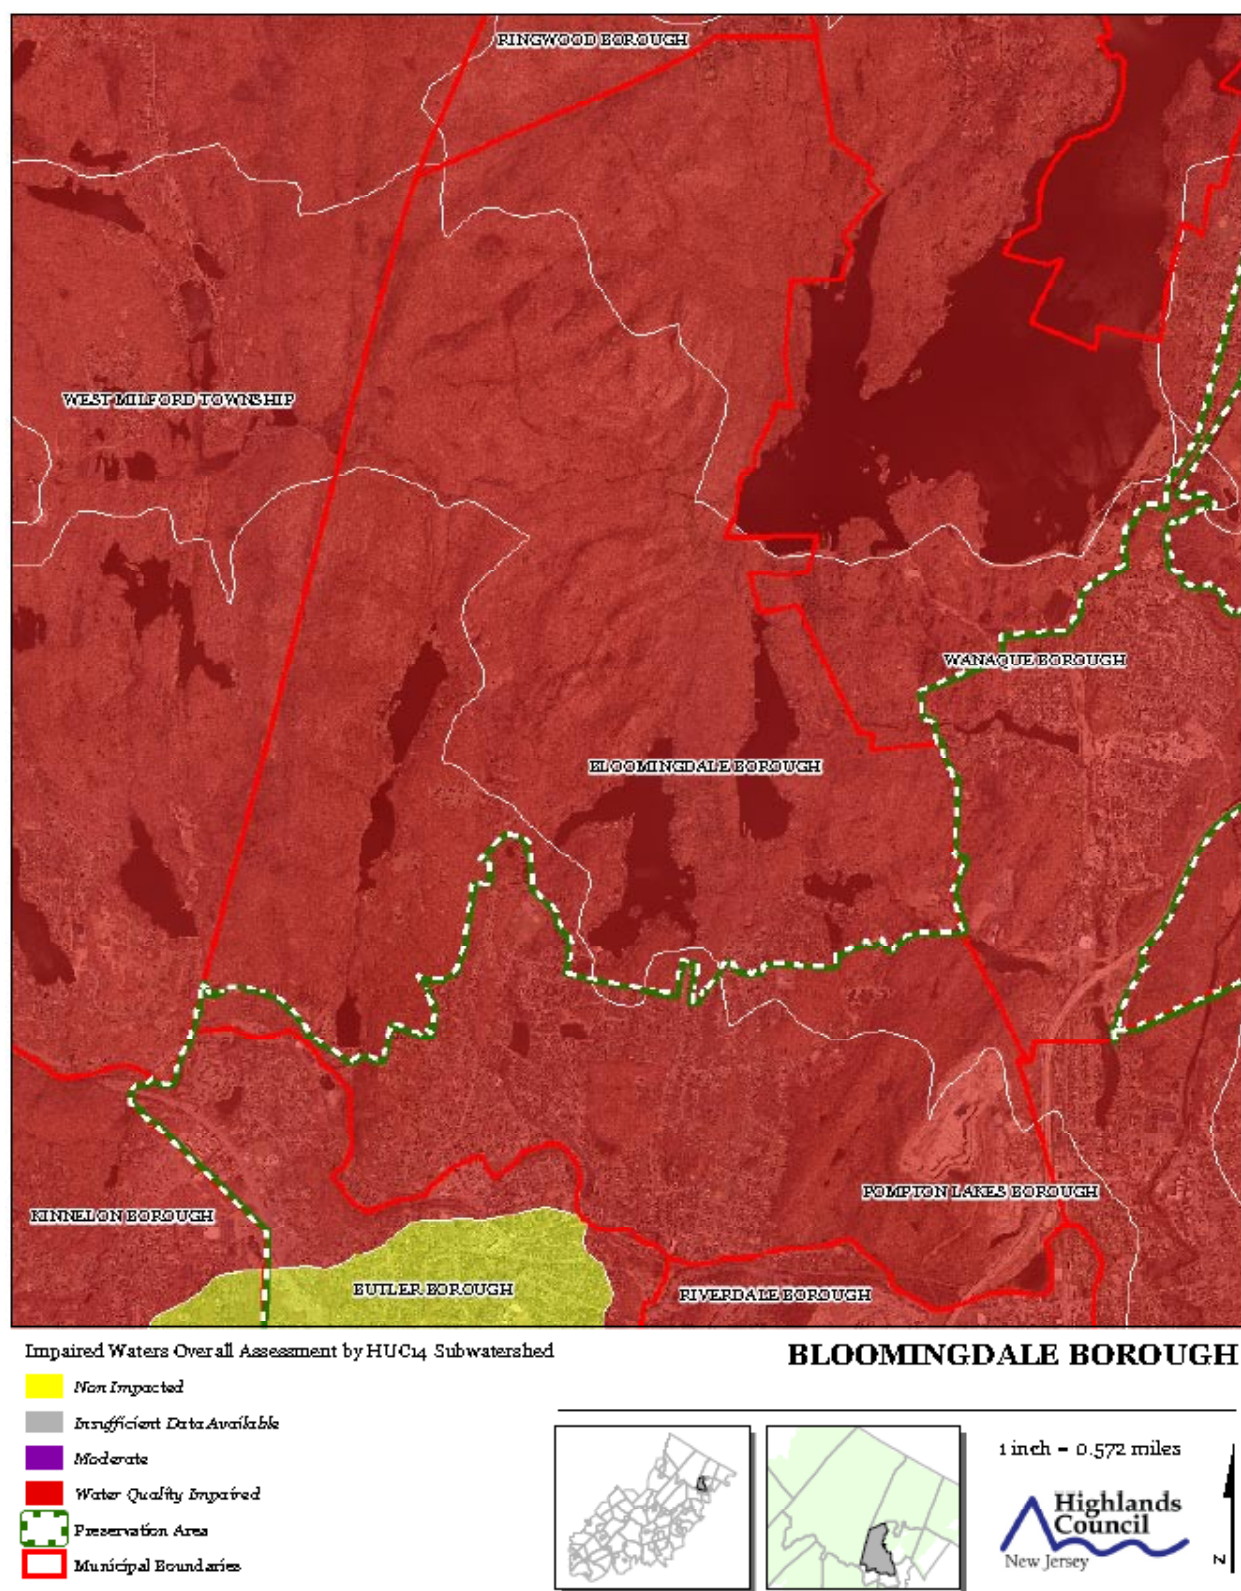 RINGWOOD BOROUGH
WEST MILFORD TOWNSHIP
WANAQUE BOROUGH
BLOOMINGDALE BOROUGH
POMPTON LAKES BOROUGH
KINNELON BOROUGH
BUTLER BOROUGH
RIVERDALE BOROUGH
Impaired Waters Overall Assessment by HUC14 Subwatershed
Non Impacted
Insufficient Data Available
Moderate
Water Quality Impaired
Preservation Area
Municipal Boundaries
BLOOMINGDALE BOROUGH
1 inch = 0.572 miles
Highlands
Council
New Jersey
N